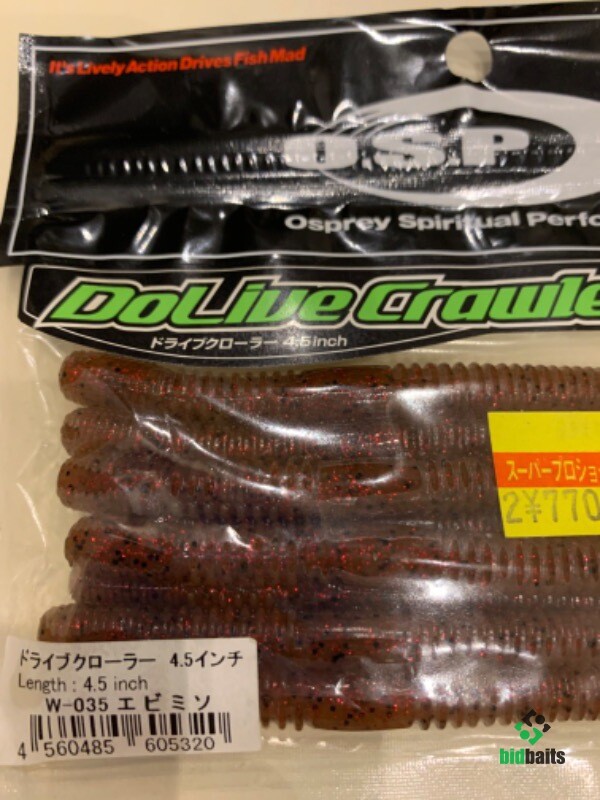 It's Lively Action Drives Fish Mad
OSP
Osprey Spiritual Perfo
DoLive Crawle
ドライブクローラー 4.5inch
スーパープロショ
2¥770
ドライブクローラー 4.5インチ
Length : 4.5 inch
W-035 エビミソ
4 560485 605320
bidbaits